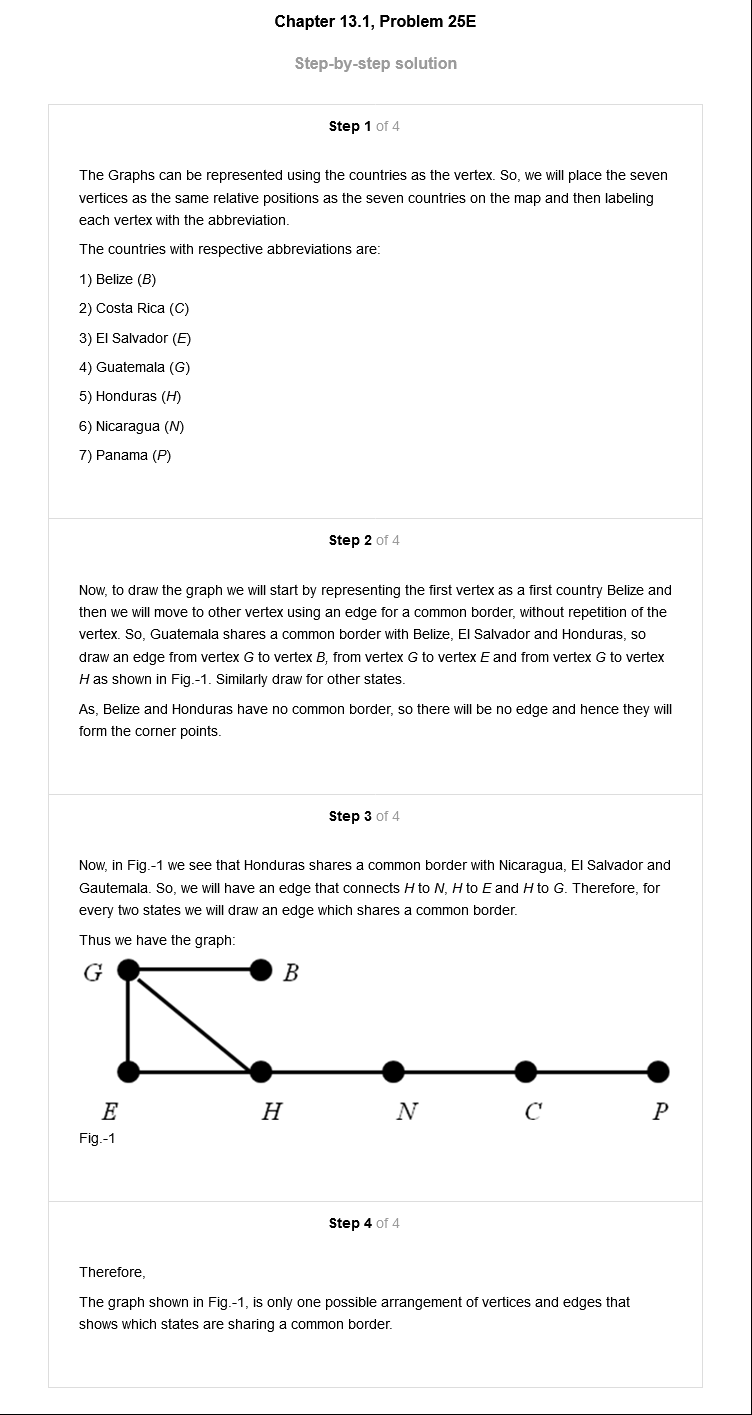 Chapter 13.1, Problem 25E
Step-by-step solution
Step 1 of 4
The Graphs can be represented using the countries as the vertex. So, we will place the seven
vertices as the same relative positions as the seven countries on the map and then labeling
each vertex with the abbreviation.
The countries with respective abbreviations are:
1) Belize (B)
2) Costa Rica (C)
3) El Salvador (E)
4) Guatemala (G)
5) Honduras (H)
6) Nicaragua (N)
7) Panama (P)
Step 2 of 4
Now, to draw the graph we will start by representing the first vertex as a first country Belize and
then we will move to other vertex using an edge for a common border, without repetition of the
vertex. So, Guatemala shares a common border with Belize, El Salvador and Honduras, so
draw an edge from vertex G to vertex B, from vertex G to vertex E and from vertex G to vertex
H as shown in Fig.-1. Similarly draw for other states.
As, Belize and Honduras have no common border, so there will be no edge and hence they will
form the corner points.
Step 3 of 4
Now, in Fig.-1 we see that Honduras shares a common border with Nicaragua, El Salvador and
Gautemala. So, we will have an edge that connects H to N, H to E and H to G. Therefore, for
every two states we will draw an edge which shares a common border.
Thus we have the graph:
G B
E H N C P
Fig.-1
Step 4 of 4
Therefore,
The graph shown in Fig.-1, is only one possible arrangement of vertices and edges that
shows which states are sharing a common border.